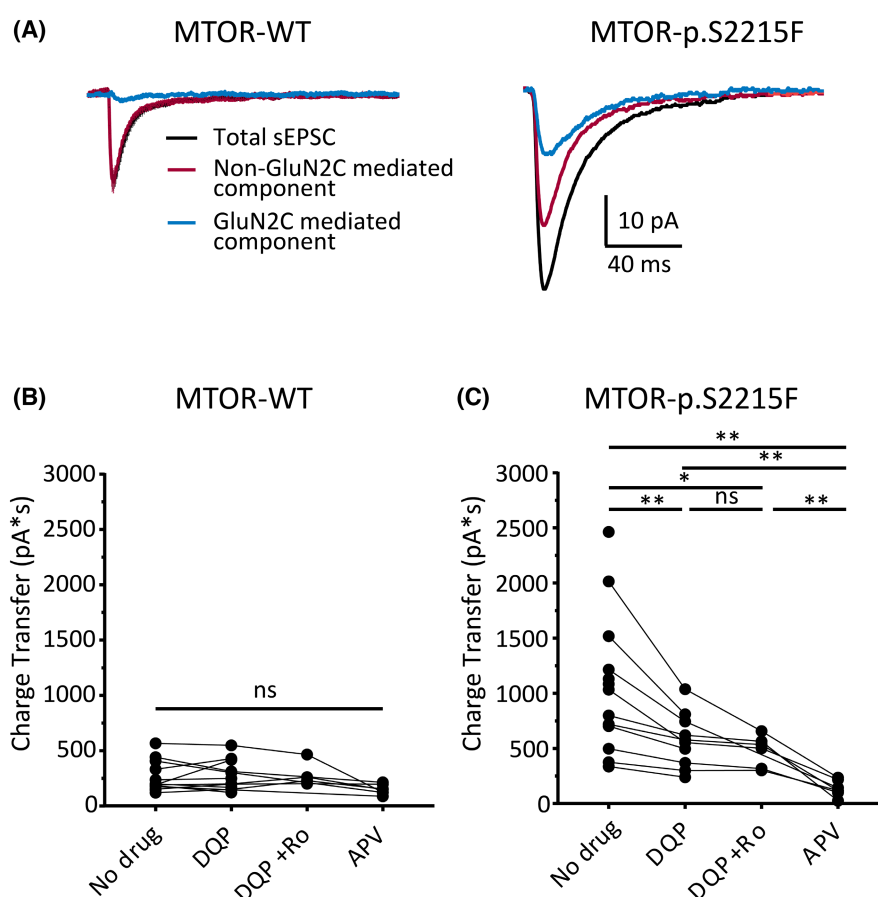 (A)
MTOR-WT
MTOR-p.S2215F
Total sEPSC
Non-GluN2C mediated
component
GluN2C mediated
component
10 pA
40 ms
(B)
MTOR-WT
Charge Transfer (pA*s)
3000
2500
2000
1500
1000
500
0
ns
No drug
DQP
DQP +Ro
APV
(C)
MTOR-p.S2215F
**
**
*
**
ns
**
Charge Transfer (pA*s)
3000
2500
2000
1500
1000
500
0
No drug
DQP
DQP +Ro
APV